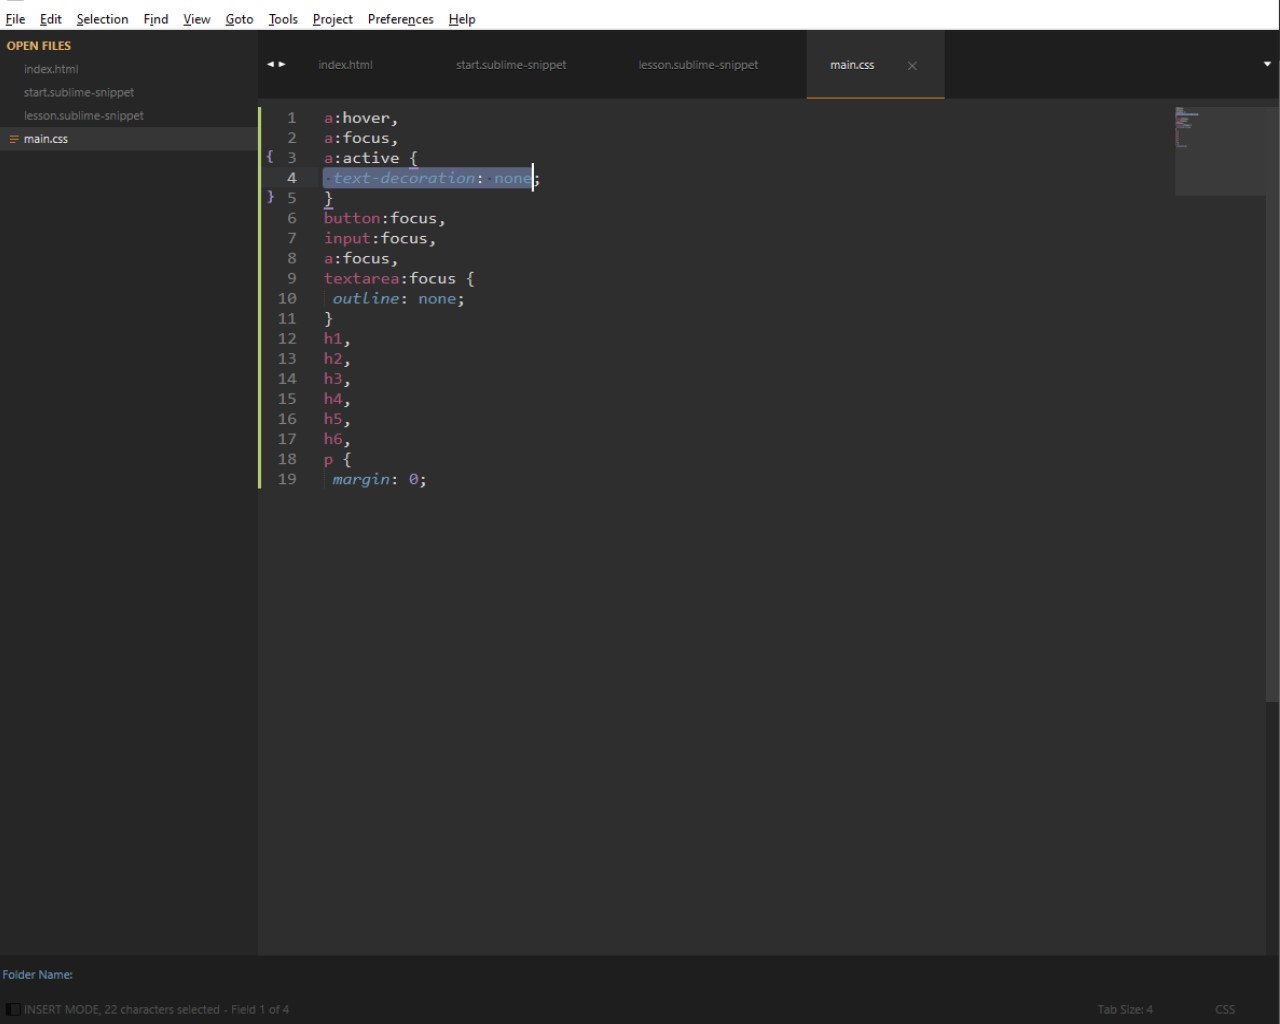 File Edit Selection Find View Goto Tools Project Preferences Help
OPEN FILES
index.html
start.sublime-snippet
lesson.sublime-snippet
main.css
index.html start.sublime-snippet lesson.sublime-snippet main.css
1 a:hover,
2 a:focus,
{ 3 a:active {
4 text-decoration: none;
} 5 }
6 button:focus,
7 input:focus,
8 a:focus,
9 textarea:focus {
10 outline: none;
11 }
12 h1,
13 h2,
14 h3,
15 h4,
16 h5,
17 h6,
18 p {
19 margin: 0;
Folder Name:
INSERT MODE, 22 characters selected - Field 1 of 4 Tab Size: 4 CSS